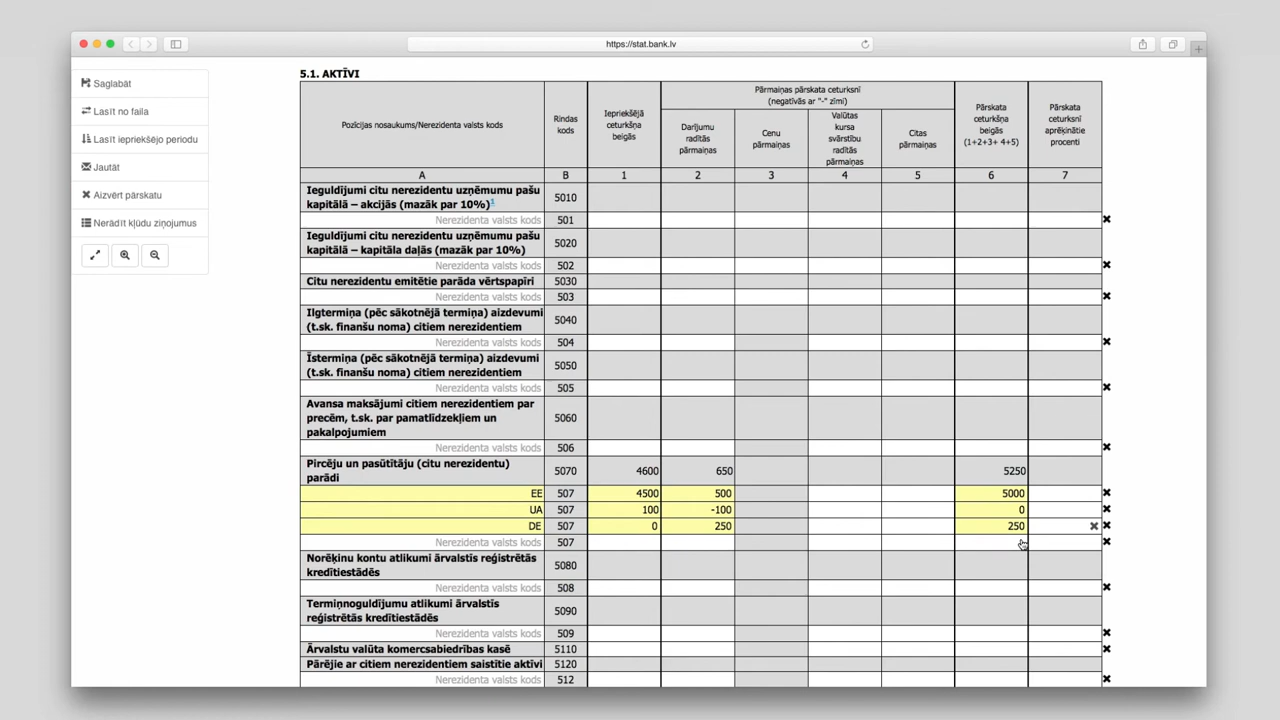 https://stat.bank.lv
Saglabāt
Lasīt no faila
Lasīt iepriekšējo periodu
Jautāt
Aizvērt pārskatu
Nerādīt kļūdu ziņojumus
5.1. AKTĪVI
Pozīcijas nosaukums/Nerezidenta valsts kods
Rindas
kods
Iepriekšējā
ceturkšņa
beigās
Pārmaiņas pārskata ceturksnī
(negatīvās ar "-" zīmi)
Darījumu
radītās
pārmaiņas
Cenu
pārmaiņas
Valūtas
kursa
svārstību
radītās
pārmaiņas
Citas
pārmaiņas
Pārskata
ceturkšņa
beigās
(1+2+3+ 4+5)
Pārskata
ceturksnī
aprēķinātie
procenti
A B 1 2 3 4 5 6 7
Ieguldījumi citu nerezidentu uzņēmumu pašu
kapitālā – akcijās (mazāk par 10%)1 5010
Nerezidenta valsts kods 501
Ieguldījumi citu nerezidentu uzņēmumu pašu
kapitālā – kapitāla daļās (mazāk par 10%) 5020
Nerezidenta valsts kods 502
Citu nerezidentu emitētie parāda vērtspapīri 5030
Nerezidenta valsts kods 503
Ilgtermiņa (pēc sākotnējā termiņa) aizdevumi
(t.sk. finanšu noma) citiem nerezidentiem 5040
Nerezidenta valsts kods 504
Īstermiņa (pēc sākotnējā termiņa) aizdevumi
(t.sk. finanšu noma) citiem nerezidentiem 5050
Nerezidenta valsts kods 505
Avansa maksājumi citiem nerezidentiem par
precēm, t.sk. par pamatlīdzekļiem un
pakalpojumiem 5060
Nerezidenta valsts kods 506
Pircēju un pasūtītāju (citu nerezidentu)
parādi 5070 4600 650 5250
EE 507 4500 500 5000
UA 507 100 -100 0
DE 507 0 250 250
Nerezidenta valsts kods 507
Norēķinu kontu atlikumi ārvalstīs reģistrētās
kredītiestādēs 5080
Nerezidenta valsts kods 508
Termiņnoguldījumu atlikumi ārvalstīs
reģistrētās kredītiestādēs 5090
Nerezidenta valsts kods 509
Ārvalstu valūta komercsabiedrības kasē 5110
Pārējie ar citiem nerezidentiem saistītie aktīvi 5120
Nerezidenta valsts kods 512